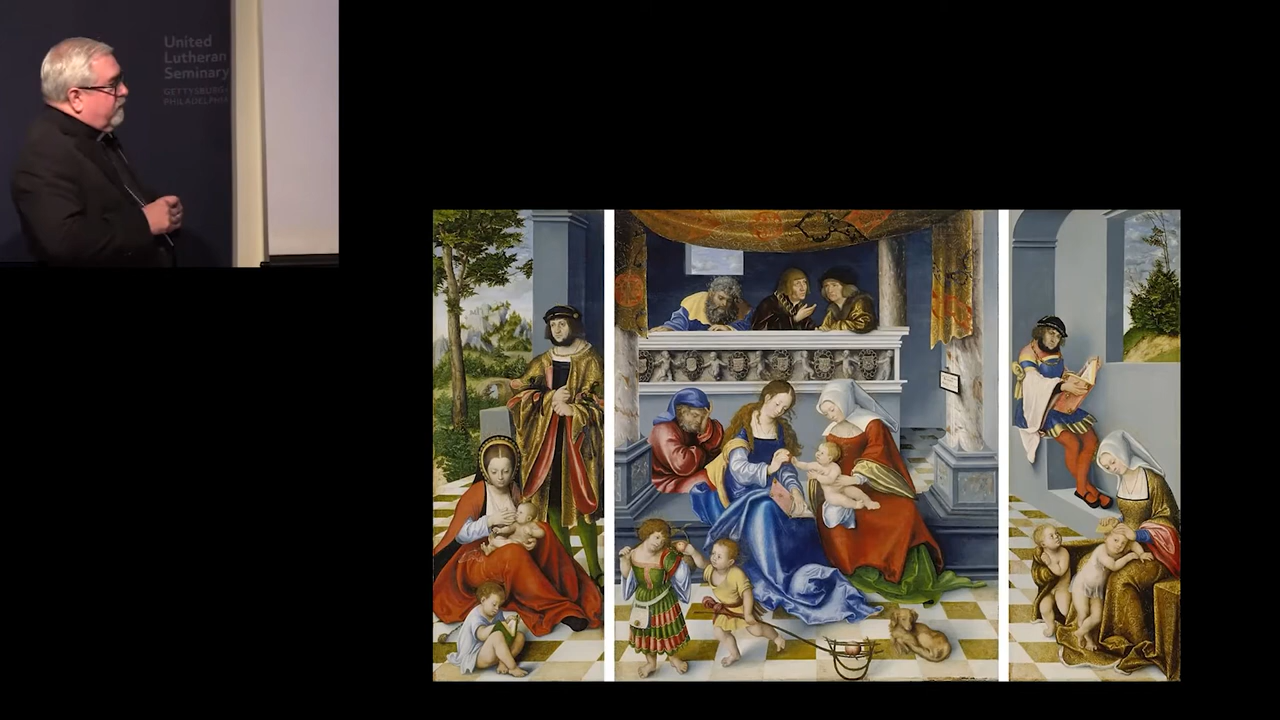 United
Lutheran
Seminary
GETTYSBURG+
PHILADELPHIA